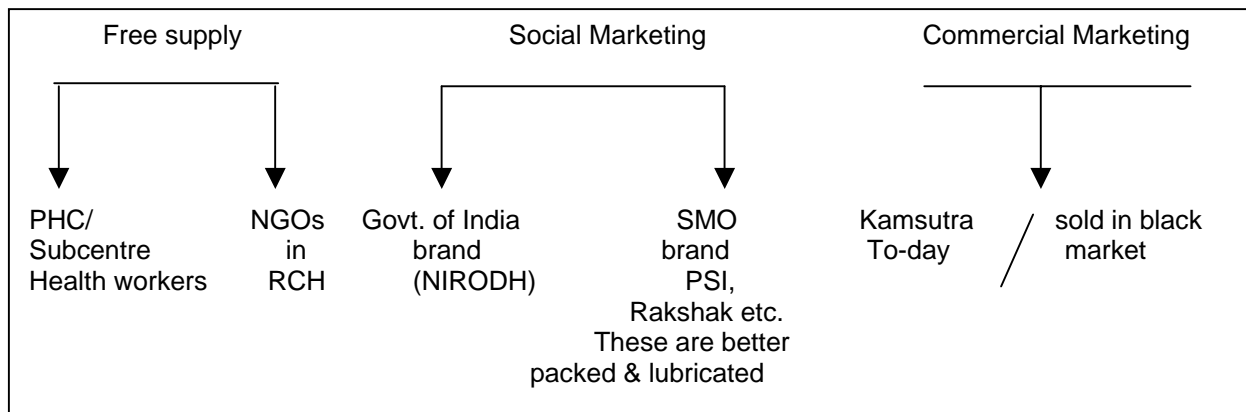 Free supply
Social Marketing
Commercial Marketing
PHC/
Subcentre
Health workers
NGOs
in
RCH
Govt. of India
brand
(NIRODH)
SMO
brand
PSI,
Rakshak etc.
These are better
packed & lubricated
Kamsutra
To-day
/
sold in black
market